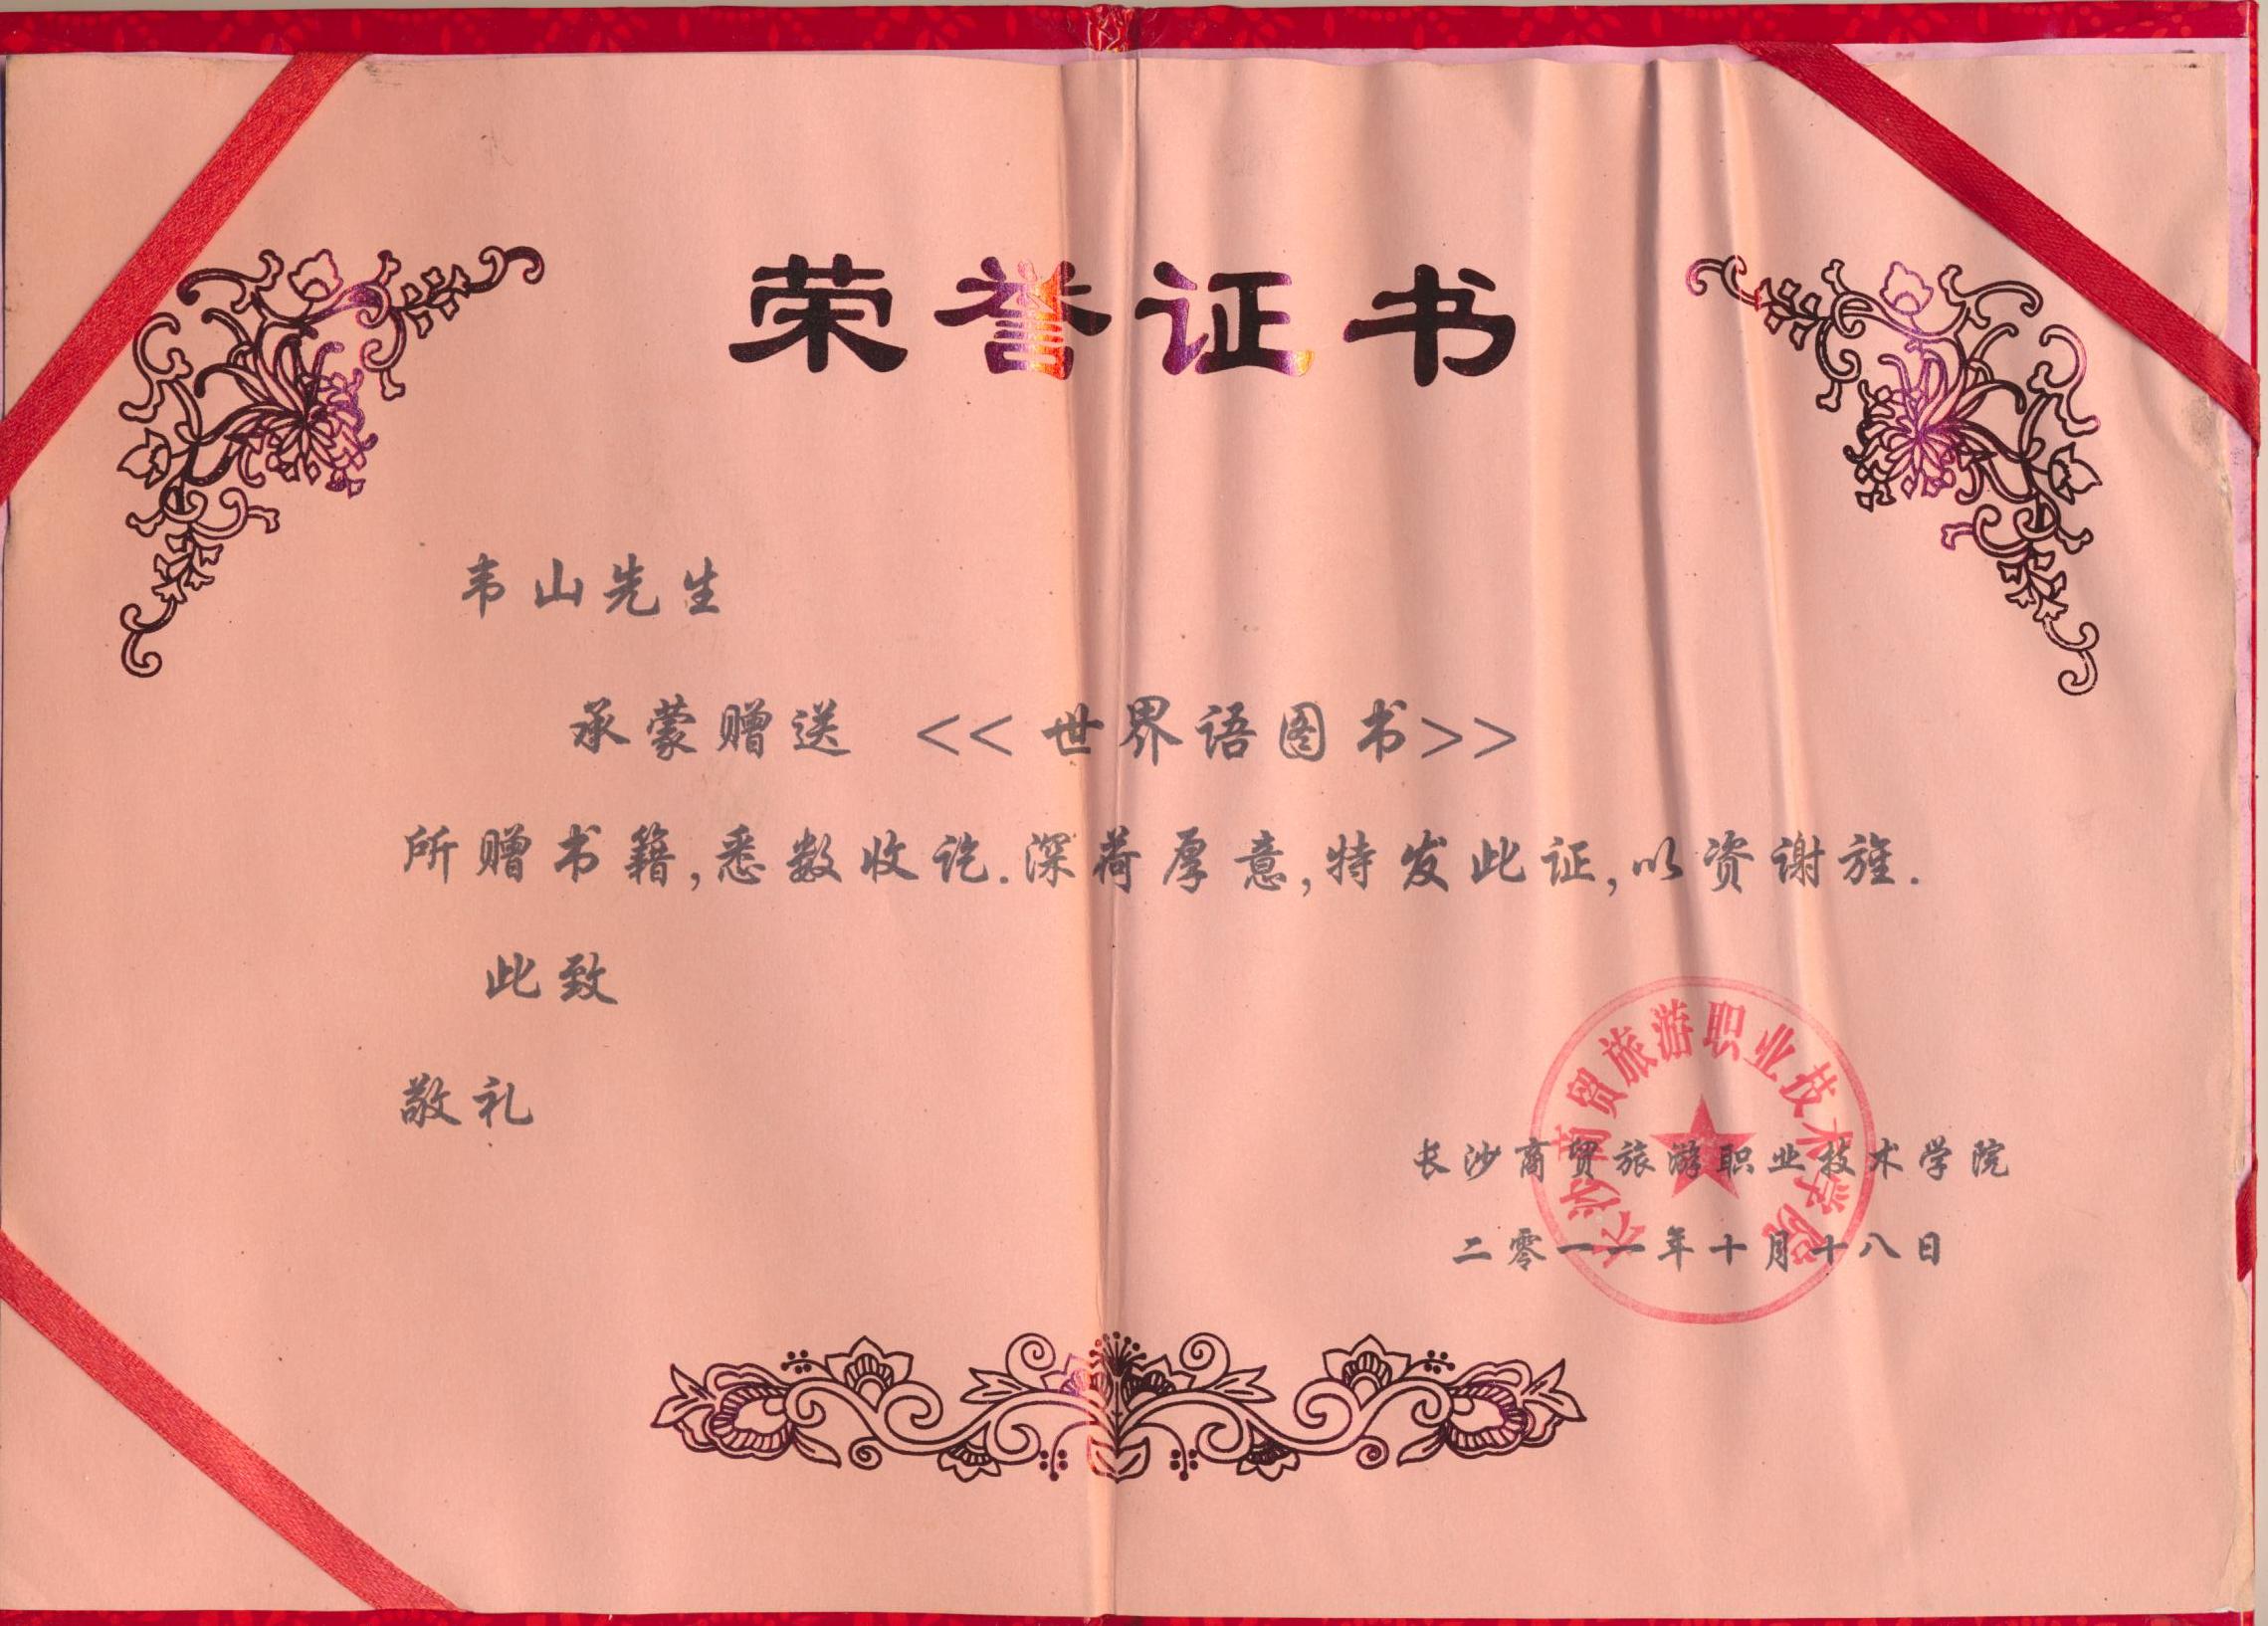 荣誉证书
韦山先生
承蒙赠送 <<世界语图书>>
所赠书籍,悉数收讫.深荷厚意,特发此证,以资谢旌.
此致
敬礼
长沙商贸旅游职业技术学院
二零一一年十月十八日
长沙商贸旅游职业技术学院